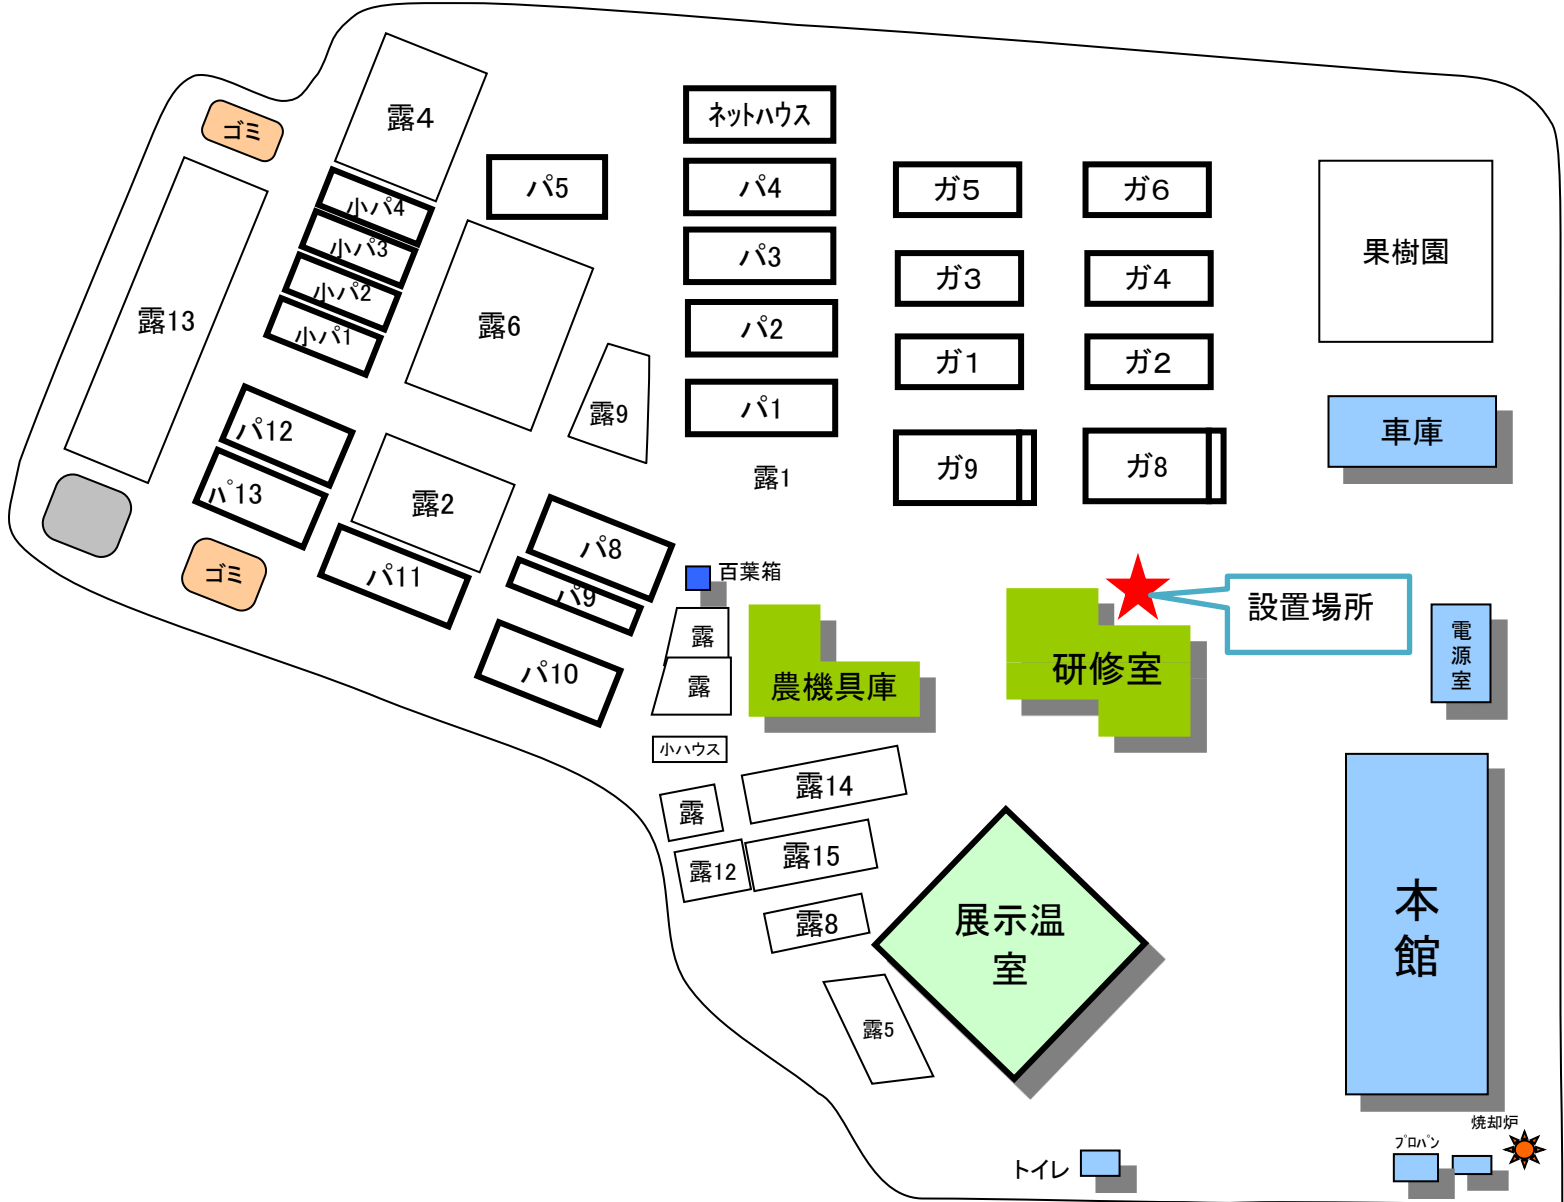 露4
ゴミ
ネットハウス
パ5
パ4
ガ5
ガ6
小パ4
小パ3
パ3
果樹園
ガ3
ガ4
小パ2
露13
小パ1
露6
パ2
ガ1
ガ2
露9
パ1
パ12
車庫
露1
ガ9
ガ8
パ13
露2
パ8
パ11
ゴミ
パ9
百葉箱
設置場所
露
電
源
室
研修室
パ10
露
農機具庫
小ハウス
露14
露
露15
露12
露8
展示温
室
本
館
露5
焼却炉
プロパン
トイレ